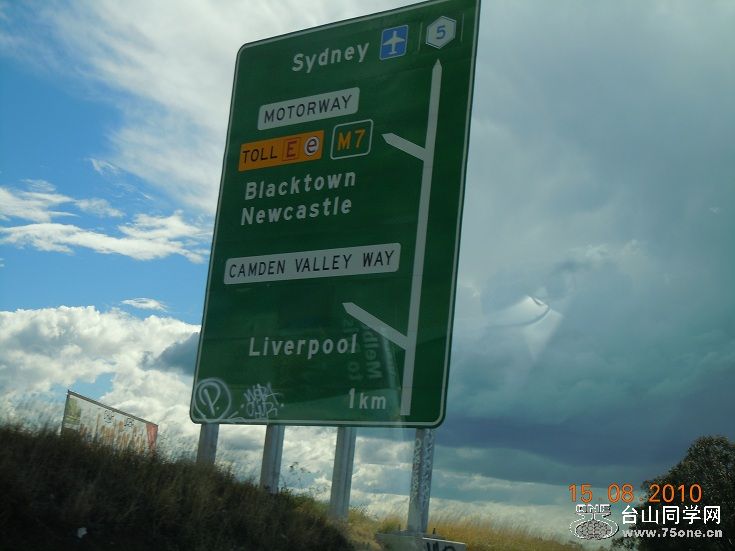 Sydney 5
MOTORWAY
TOLL E e M7
Blacktown
Newcastle
CAMDEN VALLEY WAY
Liverpool
1km
15.08.2010
CNC 台山同学网
www.75one.cn